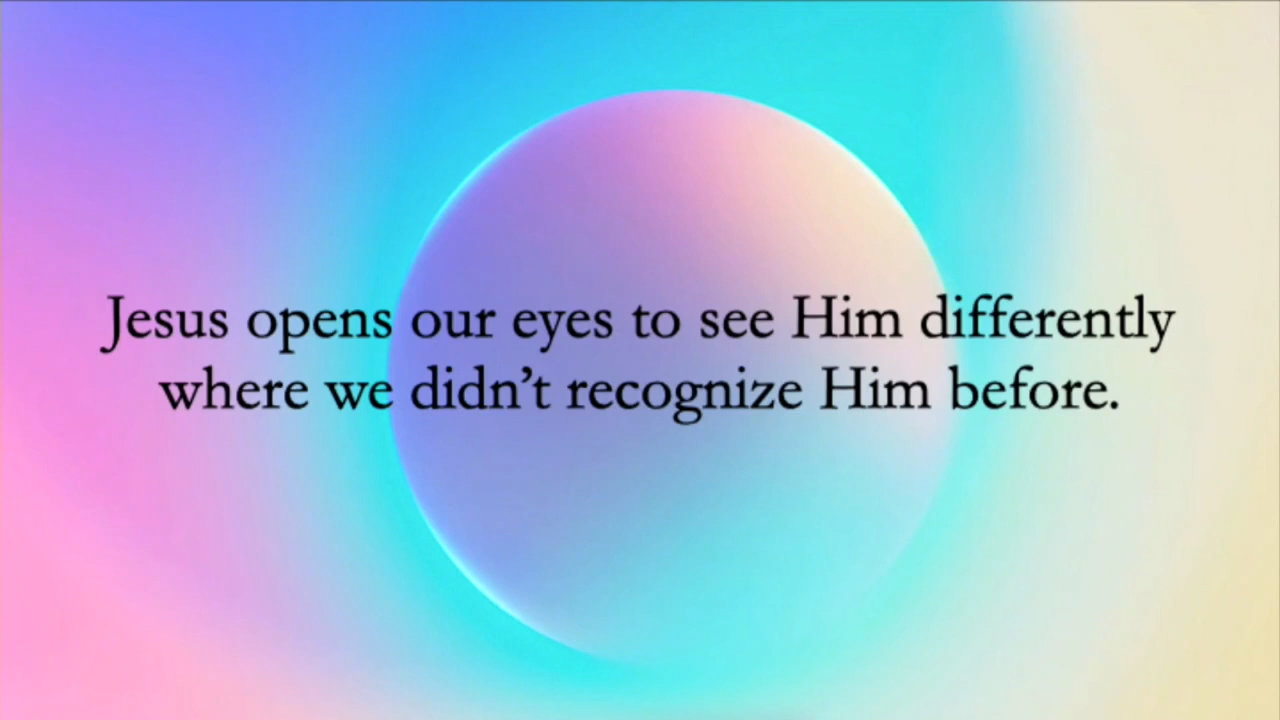 Jesus opens our eyes to see Him differently
where we didn’t recognize Him before.